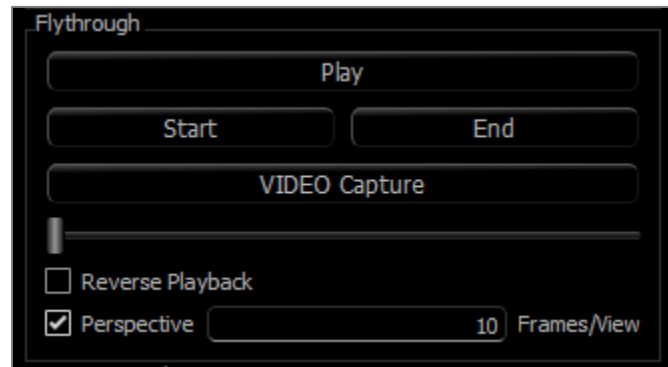 Flythrough
Play
Start End
VIDEO Capture
Reverse Playback
Perspective 10 Frames/View